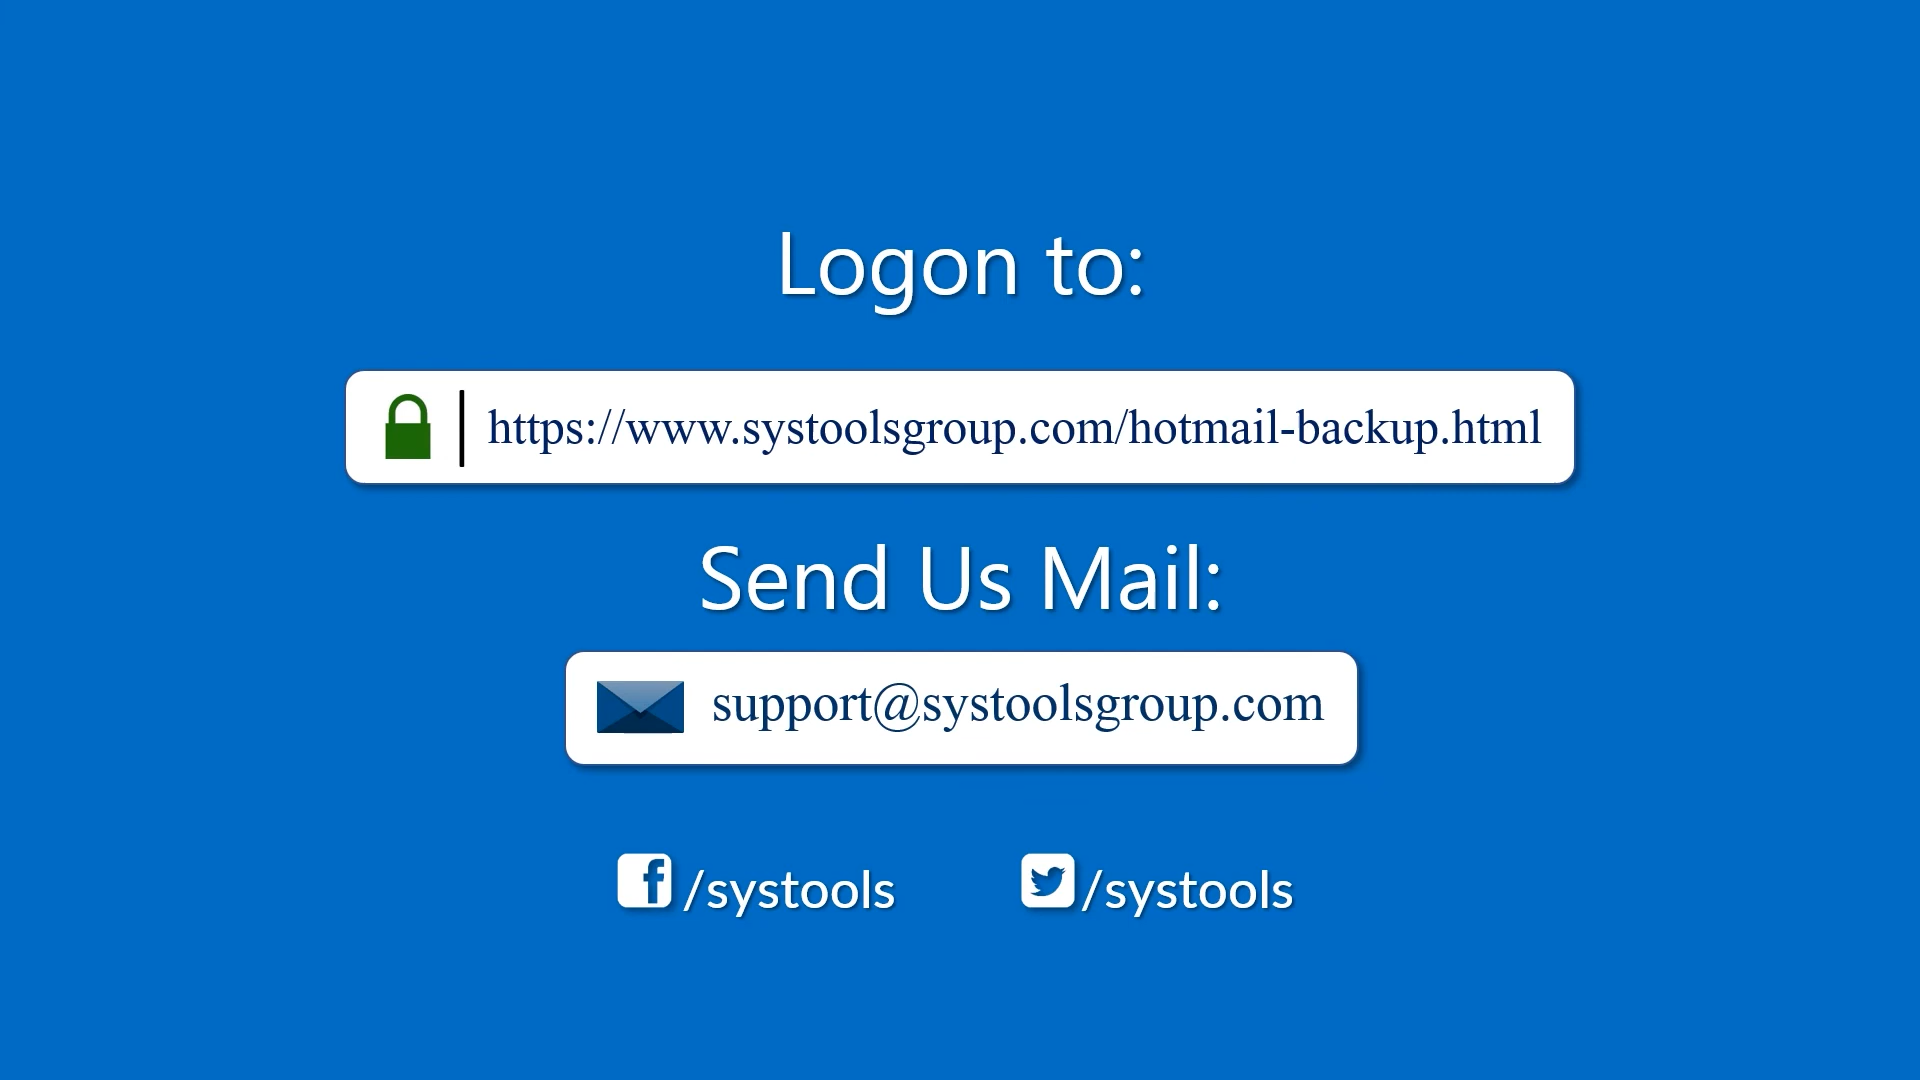 Logon to:
https://www.systoolsgroup.com/hotmail-backup.html
Send Us Mail:
support@systoolsgroup.com
/systools /systools